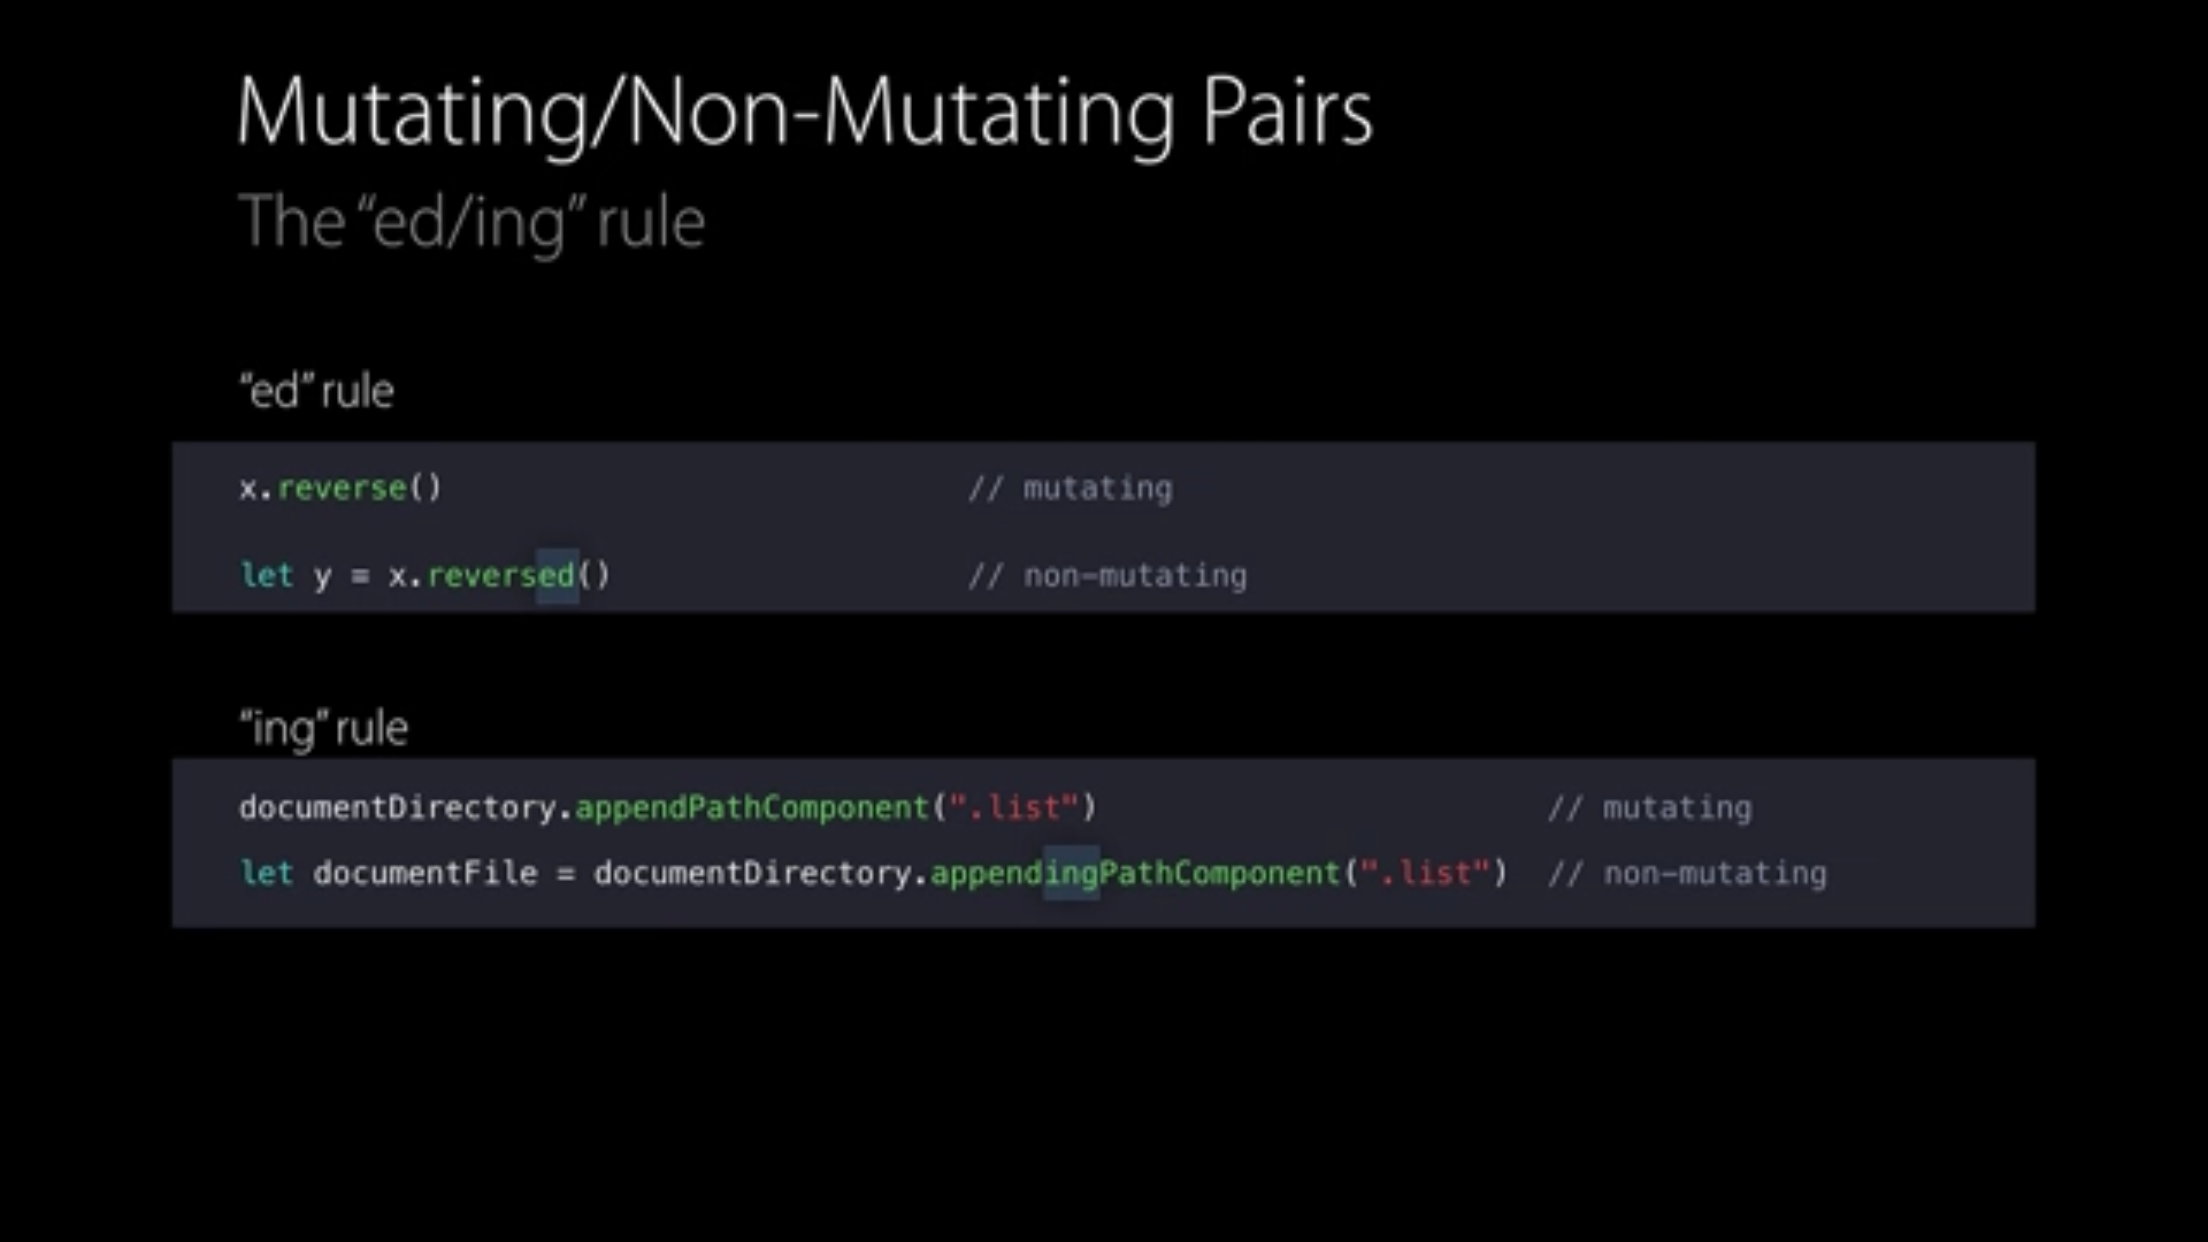 Mutating/Non-Mutating Pairs
The “ed/ing” rule
“ed” rule
x.reverse() // mutating
let y = x.reversed() // non-mutating
“ing” rule
documentDirectory.appendPathComponent(".list") // mutating
let documentFile = documentDirectory.appendingPathComponent(".list") // non-mutating